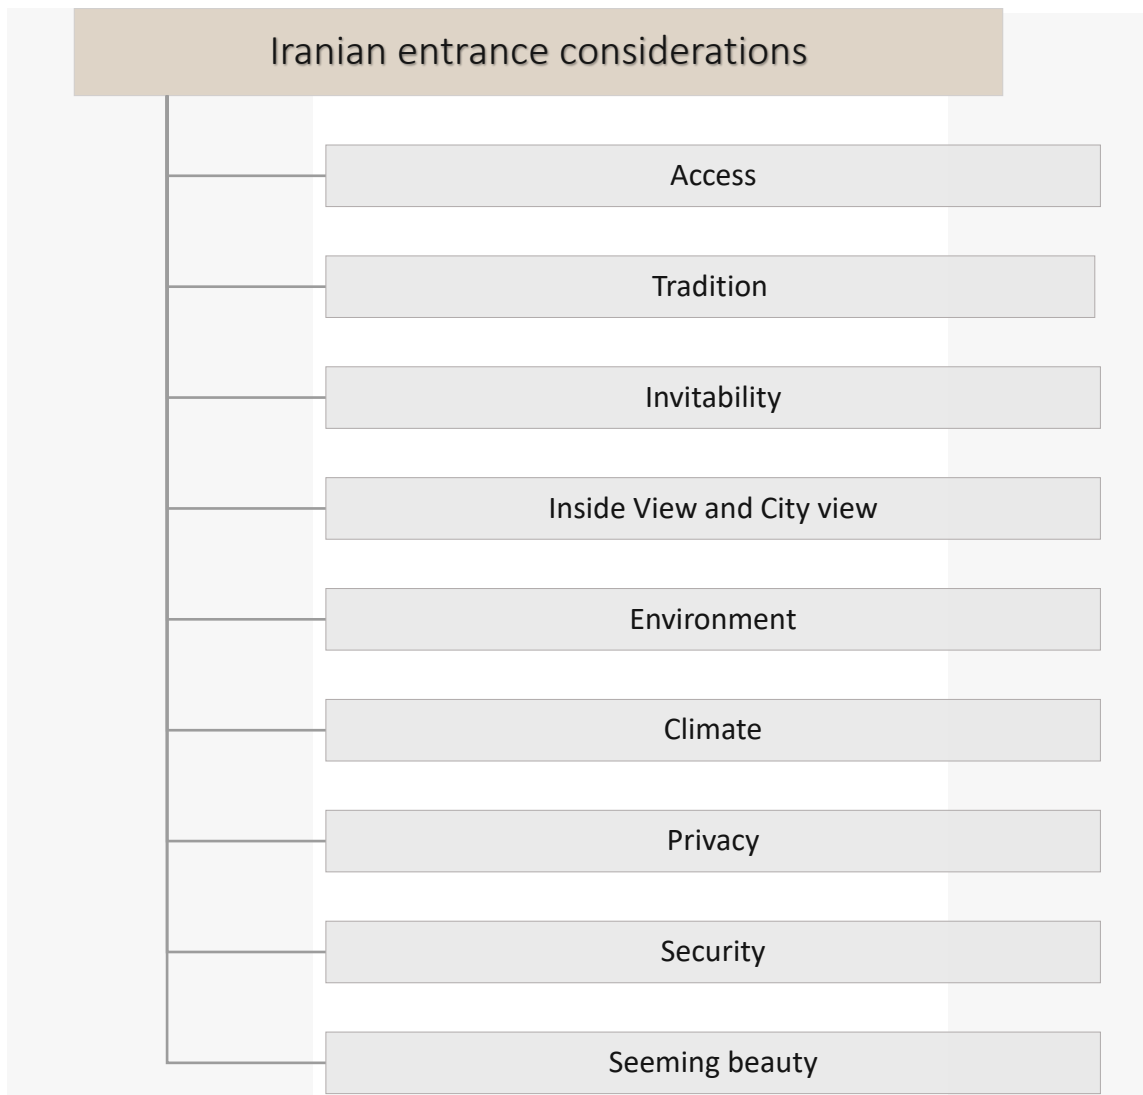 Iranian entrance considerations
Access
Tradition
Invitability
Inside View and City view
Environment
Climate
Privacy
Security
Seeming beauty